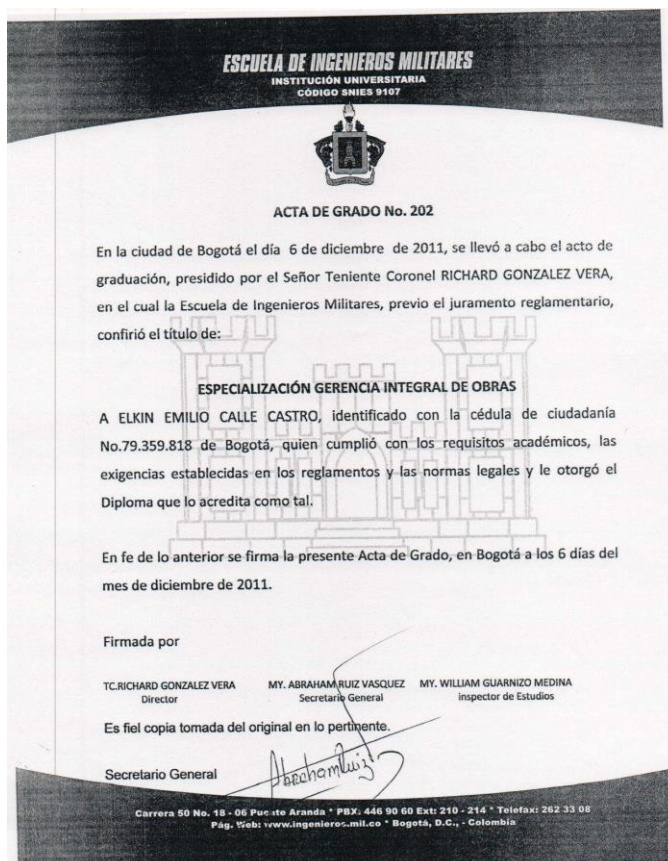 ESCUELA DE INGENIEROS MILITARES
INSTITUCIÓN UNIVERSITARIA
CÓDIGO SNIES 9107
ACTA DE GRADO No. 202
En la ciudad de Bogotá el día 6 de diciembre de 2011, se llevó a cabo el acto de
graduación, presidido por el Señor Teniente Coronel RICHARD GONZALEZ VERA,
en el cual la Escuela de Ingenieros Militares, previo el juramento reglamentario,
confirió el título de:
ESPECIALIZACIÓN GERENCIA INTEGRAL DE OBRAS
A ELKIN EMILIO CALLE CASTRO, identificado con la cédula de ciudadanía
No.79.359.818 de Bogotá, quien cumplió con los requisitos académicos, las
exigencias establecidas en los reglamentos y las normas legales y le otorgó el
Diploma que lo acredita como tal.
En fe de lo anterior se firma la presente Acta de Grado, en Bogotá a los 6 días del
mes de diciembre de 2011.
Firmada por
TC.RICHARD GONZALEZ VERA MY. ABRAHAM RUIZ VASQUEZ MY. WILLIAM GUARNIZO MEDINA
Director Secretario General inspector de Estudios
Es fiel copia tomada del original en lo pertinente.
Secretario General AbrahamRuiz
Carrera 50 No. 18 - 06 Puente Aranda * PBX: 446 90 60 Ext: 210 - 214 * Telefax: 262 33 08
Pág. Web: www.ingenieros.mil.co * Bogotá, D.C., - Colombia